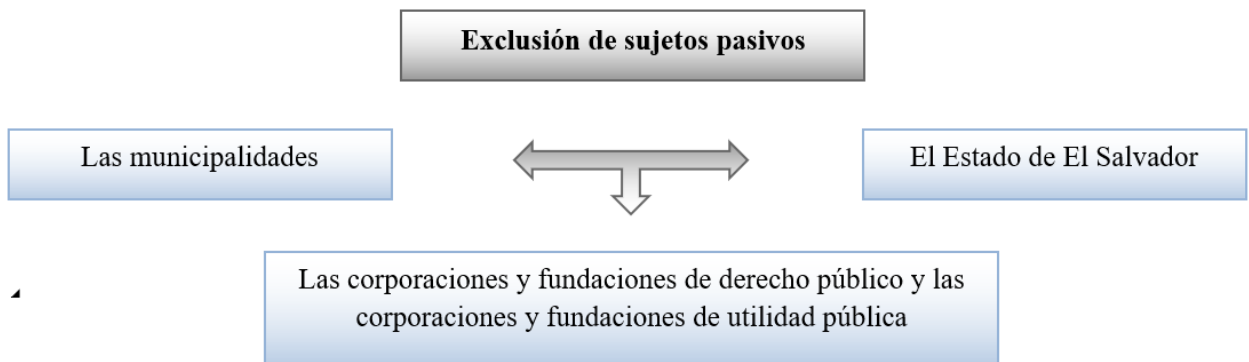 Exclusión de sujetos pasivos
Las municipalidades
El Estado de El Salvador
Las corporaciones y fundaciones de derecho público y las
corporaciones y fundaciones de utilidad pública